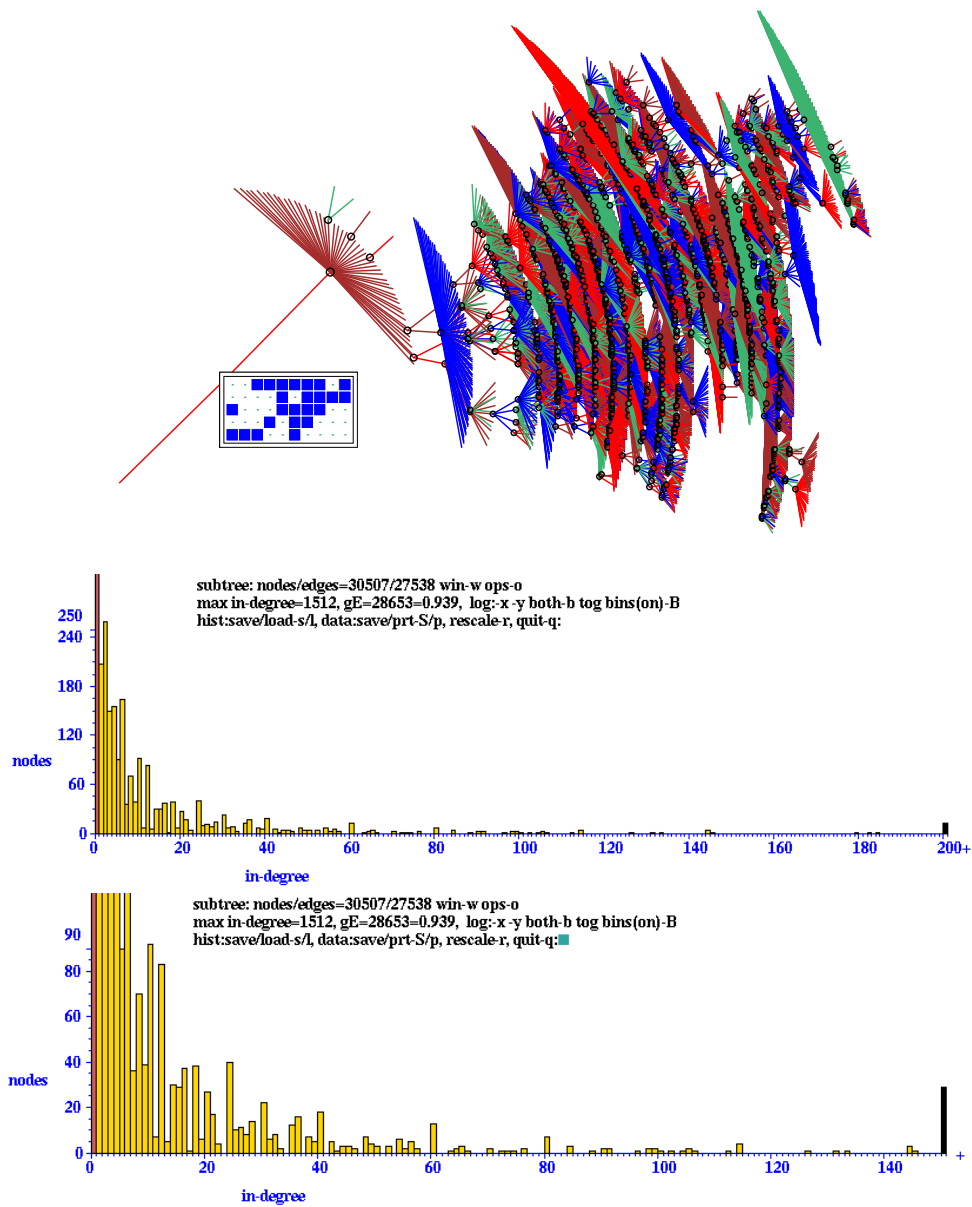 subtree: nodes/edges=30507/27538 win-w ops-o
max in-degree=1512, gE=28653=0.939, log:-x -y both-b tog bins(on)-B
hist:save/load-s/l, data:save/prt-S/p, rescale-r, quit-q:
250
240
180
120
nodes
60
0
0 20 40 60 80 100 120 140 160 180 200+
in-degree
subtree: nodes/edges=30507/27538 win-w ops-o
max in-degree=1512, gE=28653=0.939, log:-x -y both-b tog bins(on)-B
hist:save/load-s/l, data:save/prt-S/p, rescale-r, quit-q:
90
80
60
40
nodes
20
0
0 20 40 60 80 100 120 140 +
in-degree